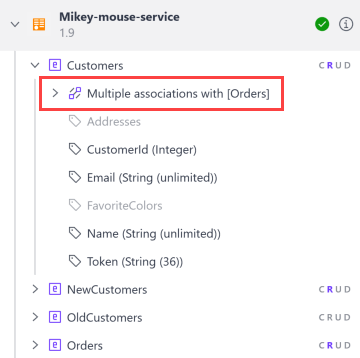 Mikey-mouse-service
1.9
Customers CRUD
Multiple associations with [Orders]
Addresses
CustomerId (Integer)
Email (String (unlimited))
FavoriteColors
Name (String (unlimited))
Token (String (36))
NewCustomers CRUD
OldCustomers CRUD
Orders CRUD